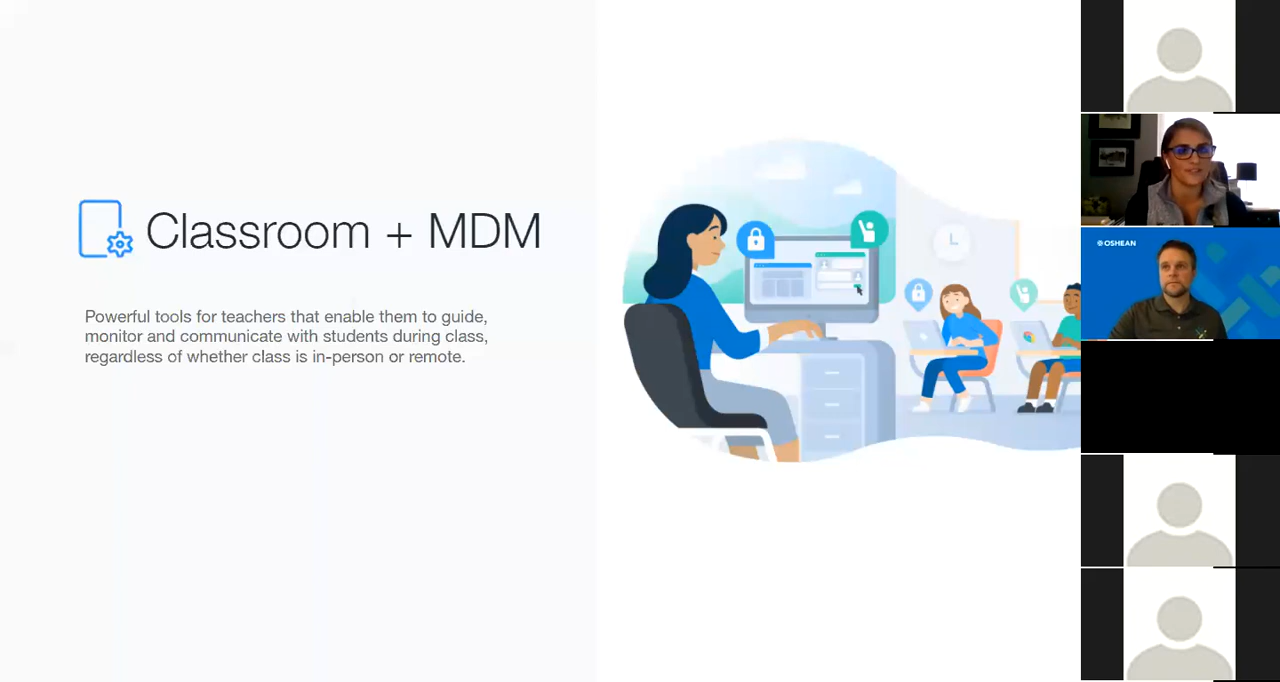 Classroom + MDM
Powerful tools for teachers that enable them to guide,
monitor and communicate with students during class,
regardless of whether class is in-person or remote.
OSHEAN